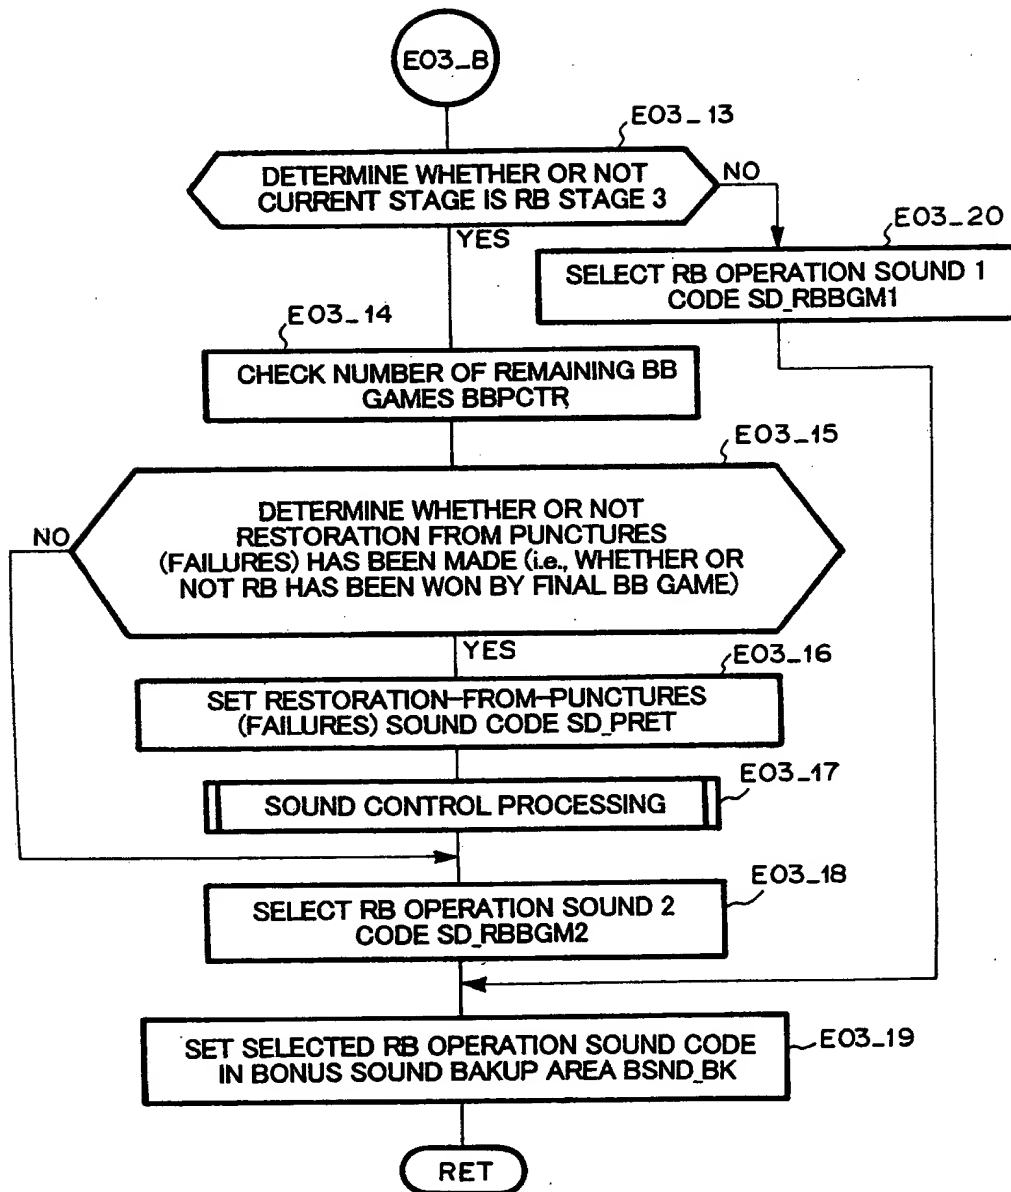 E03_B
E03_13
DETERMINE WHETHER OR NOT
CURRENT STAGE IS RB STAGE 3
NO
YES
E03_20
SELECT RB OPERATION SOUND 1
CODE SD_RBBGM1
E03_14
CHECK NUMBER OF REMAINING BB
GAMES BBPCTR
E03_15
DETERMINE WHETHER OR NOT
RESTORATION FROM PUNCTURES
(FAILURES) HAS BEEN MADE (i.e., WHETHER OR
NOT RB HAS BEEN WON BY FINAL BB GAME)
NO
YES
E03_16
SET RESTORATION-FROM-PUNCTURES
(FAILURES) SOUND CODE SD_PRET
E03_17
SOUND CONTROL PROCESSING
E03_18
SELECT RB OPERATION SOUND 2
CODE SD_RBBGM2
E03_19
SET SELECTED RB OPERATION SOUND CODE
IN BONUS SOUND BAKUP AREA BSND_BK
RET